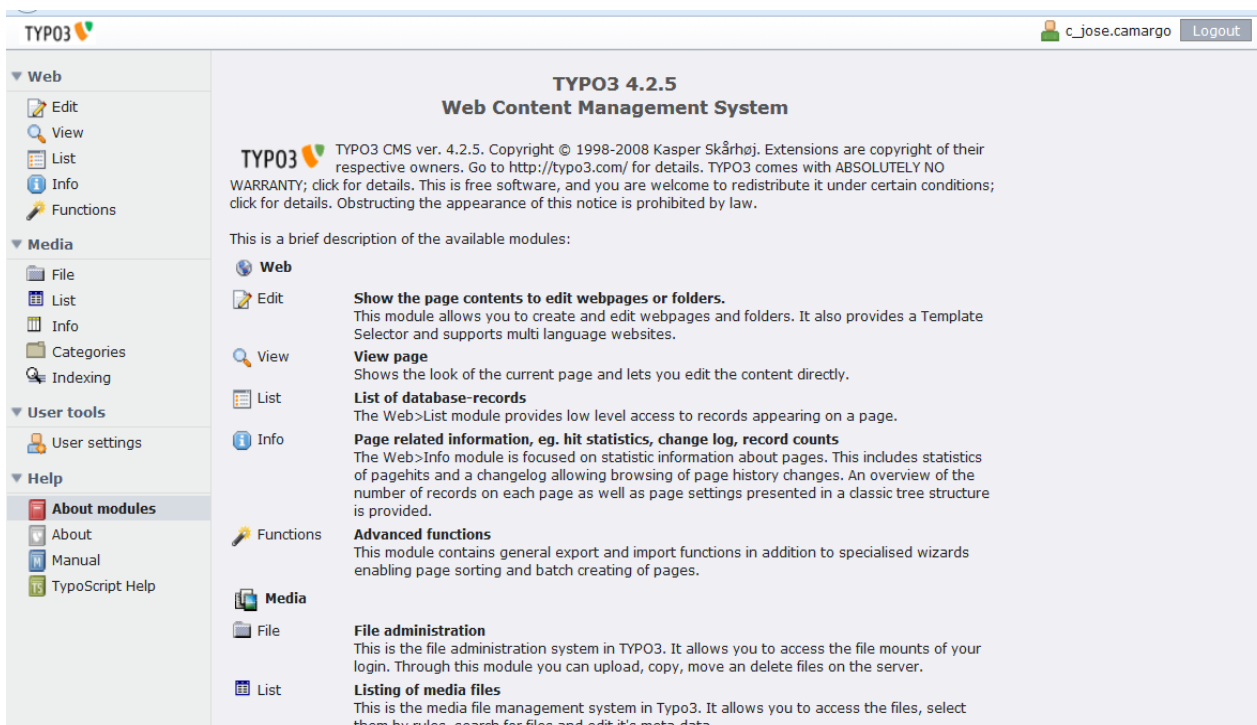 TYPO3
c_jose.camargo Logout
Web
Edit
View
List
Info
Functions
Media
File
List
Info
Categories
Indexing
User tools
User settings
Help
About modules
About
Manual
TypoScript Help
TYPO3 4.2.5
Web Content Management System
TYPO3
TYPO3 CMS ver. 4.2.5. Copyright © 1998-2008 Kasper Skårhøj. Extensions are copyright of their
respective owners. Go to http://typo3.com/ for details. TYPO3 comes with ABSOLUTELY NO
WARRANTY; click for details. This is free software, and you are welcome to redistribute it under certain conditions;
click for details. Obstructing the appearance of this notice is prohibited by law.
This is a brief description of the available modules:
Web
Edit Show the page contents to edit webpages or folders.
This module allows you to create and edit webpages and folders. It also provides a Template
Selector and supports multi language websites.
View View page
Shows the look of the current page and lets you edit the content directly.
List List of database-records
The Web>List module provides low level access to records appearing on a page.
Info Page related information, eg. hit statistics, change log, record counts
The Web>Info module is focused on statistic information about pages. This includes statistics
of pagehits and a changelog allowing browsing of page history changes. An overview of the
number of records on each page as well as page settings presented in a classic tree structure
is provided.
Functions Advanced functions
This module contains general export and import functions in addition to specialised wizards
enabling page sorting and batch creating of pages.
Media
File File administration
This is the file administration system in TYPO3. It allows you to access the file mounts of your
login. Through this module you can upload, copy, move an delete files on the server.
List Listing of media files
This is the media file management system in Typo3. It allows you to access the files, select
them by rules, search for files and edit it's meta data